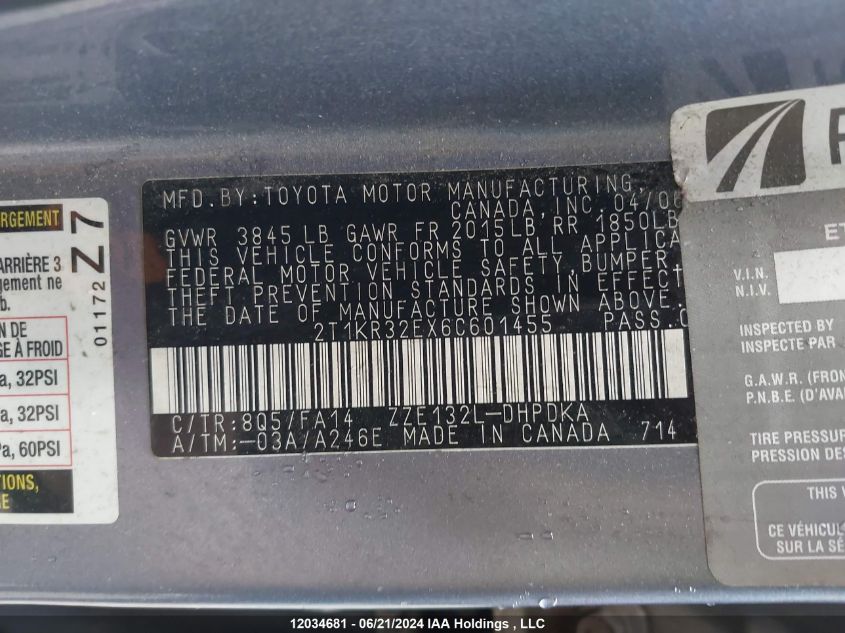 RGEMENT
ARRIÈRE 3
gement ne
b.
N DE
E À FROID
a, 32PSI
a, 32PSI
Pa, 60PSI
TIONS,
RE
01172 Z 7
MFD. BY: TOYOTA MOTOR MANUFACTURING,
CANADA, INC. 04/06
GVWR 3845 LB GAWR FR 2015LB, RR 1850LB
THIS VEHICLE CONFORMS TO ALL APPLICA
FEDERAL MOTOR VEHICLE SAFETY, BUMPER
THEFT PREVENTION STANDARDS IN EFFECT
THE DATE OF MANUFACTURE SHOWN ABOVE.
2T1KR32EX6C601455 PASS. C
C/TR: 8Q5/FA14 ZZE132L-DHPDKA
A/TM:-03A/A246E MADE IN CANADA 714
ET
V.I.N.
N.I.V.
INSPECTED BY
INSPECTE PAR
G.A.W.R. (FRON
P.N.B.E. (D'AVA
TIRE PRESSUR
PRESSION DES
THIS V
CE VÉHICUL
SUR LA SÉ
12034681 - 06/21/2024 IAA Holdings , LLC